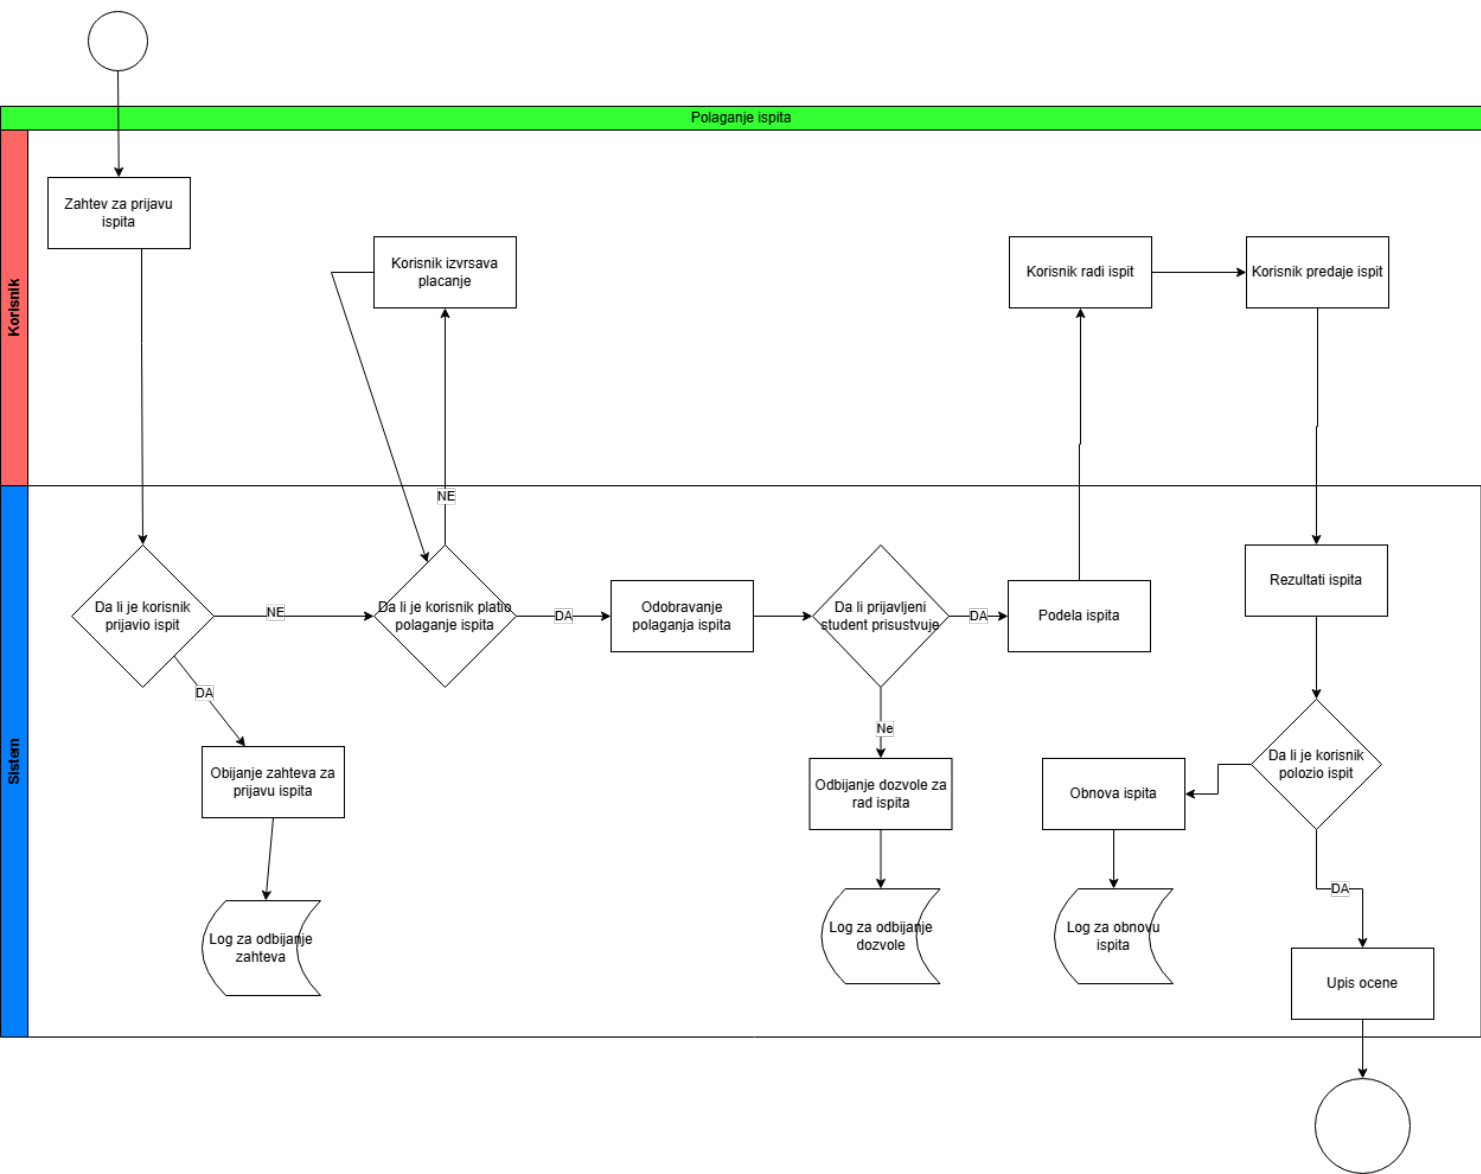 Polaganje ispita
Korisnik
Zahtev za prijavu
ispita
Korisnik izvrsava
placanje
Korisnik radi ispit
Korisnik predaje ispit
NE
Sistem
Da li je korisnik
prijavio ispit
NE
Da li je korisnik platio
polaganje ispita
DA
Odobravanje
polaganja ispita
Da li prijavljeni
student prisustvuje
DA
Podela ispita
Rezultati ispita
DA
Ne
Obijanje zahteva za
prijavu ispita
Odbijanje dozvole za
rad ispita
Obnova ispita
Da li je korisnik
polozio ispit
DA
Log za odbijanje
zahteva
Log za odbijanje
dozvole
Log za obnovu
ispita
Upis ocene